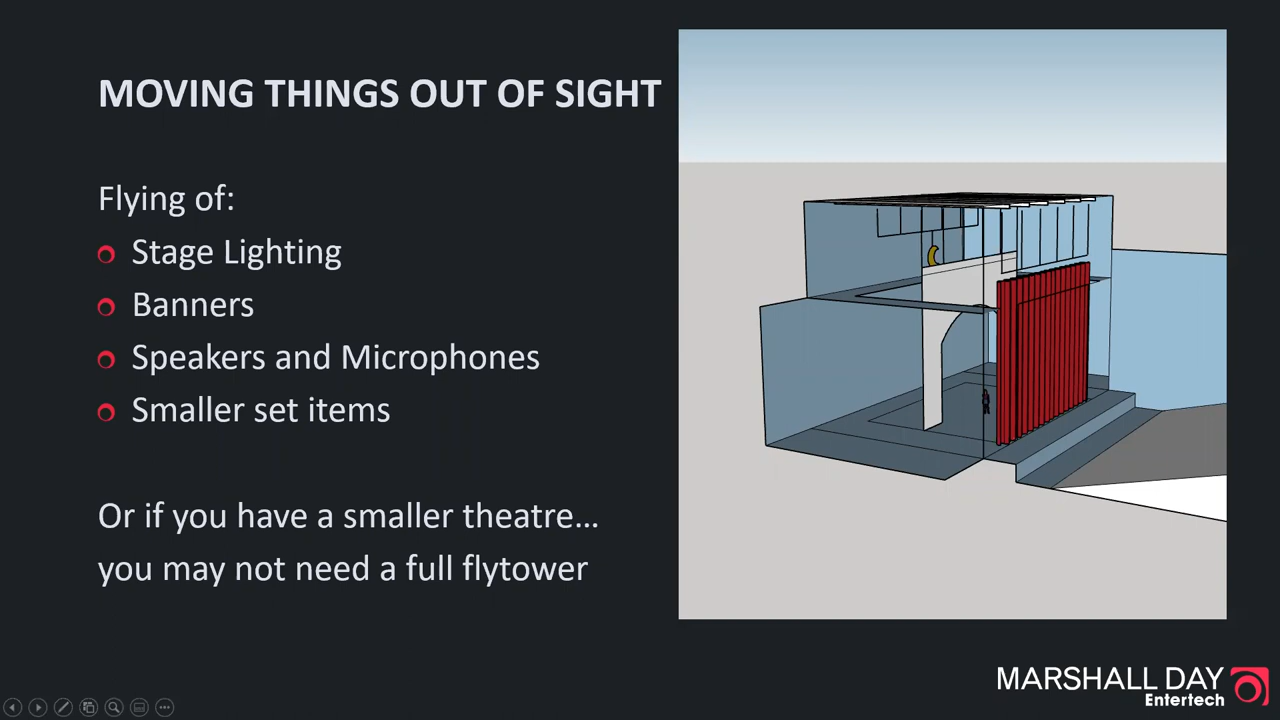 MOVING THINGS OUT OF SIGHT
Flying of:
Stage Lighting
Banners
Speakers and Microphones
Smaller set items
Or if you have a smaller theatre…
you may not need a full flytower
MARSHALL DAY
Entertech